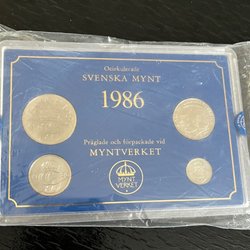 Ocirkulerade
SVENSKA MYNT
1986
Präglade och förpackade vid
MYNTVERKET
MYNT
VERKET